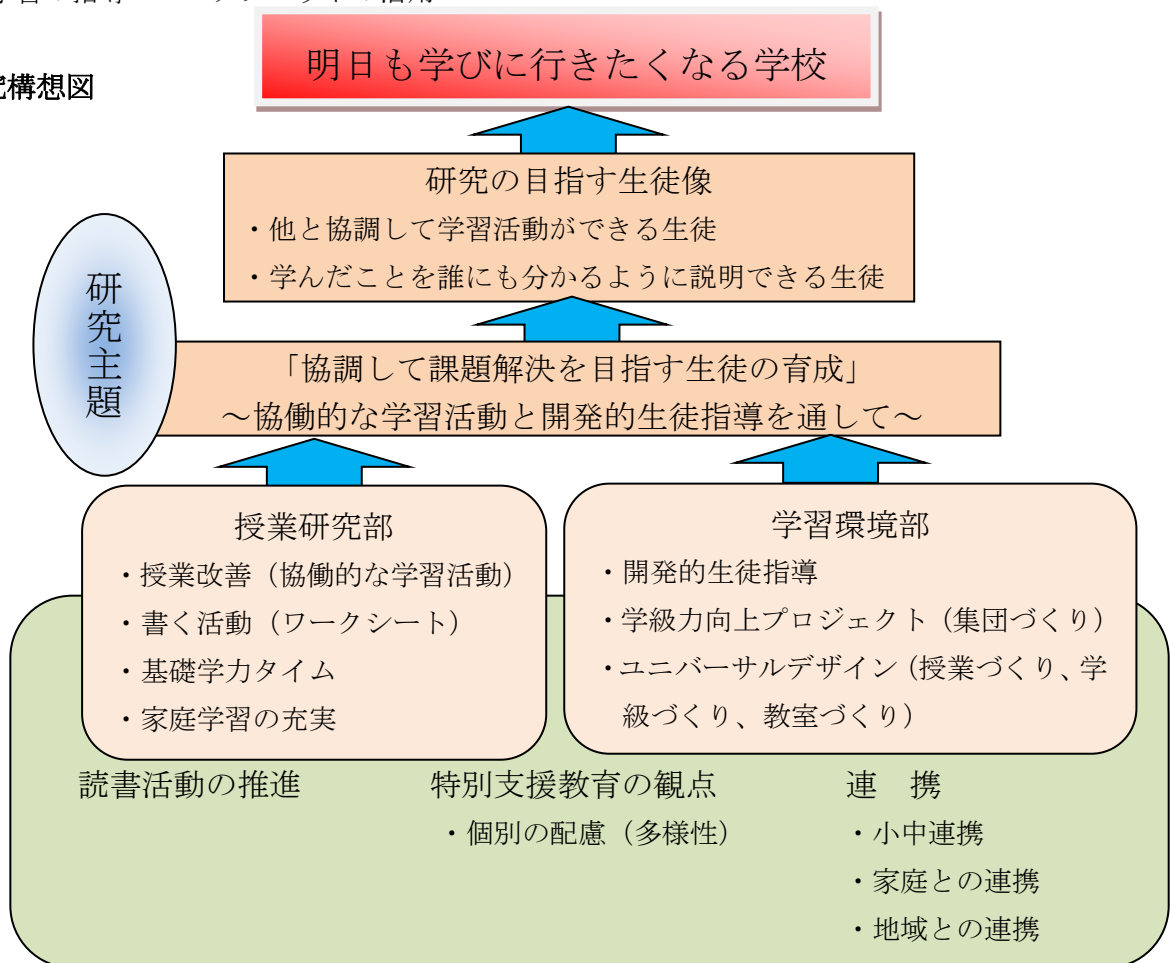 明日も学びに行きたくなる学校
構想図
研究の目指す生徒像
・他と協調して学習活動ができる生徒
・学んだことを誰にも分かるように説明できる生徒
研究主題
「協調して課題解決を目指す生徒の育成」
～協働的な学習活動と開発的生徒指導を通して～
授業研究部
・授業改善（協働的な学習活動）
・書く活動（ワークシート）
・基礎学力タイム
・家庭学習の充実
学習環境部
・開発的生徒指導
・学級力向上プロジェクト（集団づくり）
・ユニバーサルデザイン（授業づくり、学
級づくり、教室づくり）
読書活動の推進
特別支援教育の観点
・個別の配慮（多様性）
連　携
・小中連携
・家庭との連携
・地域との連携